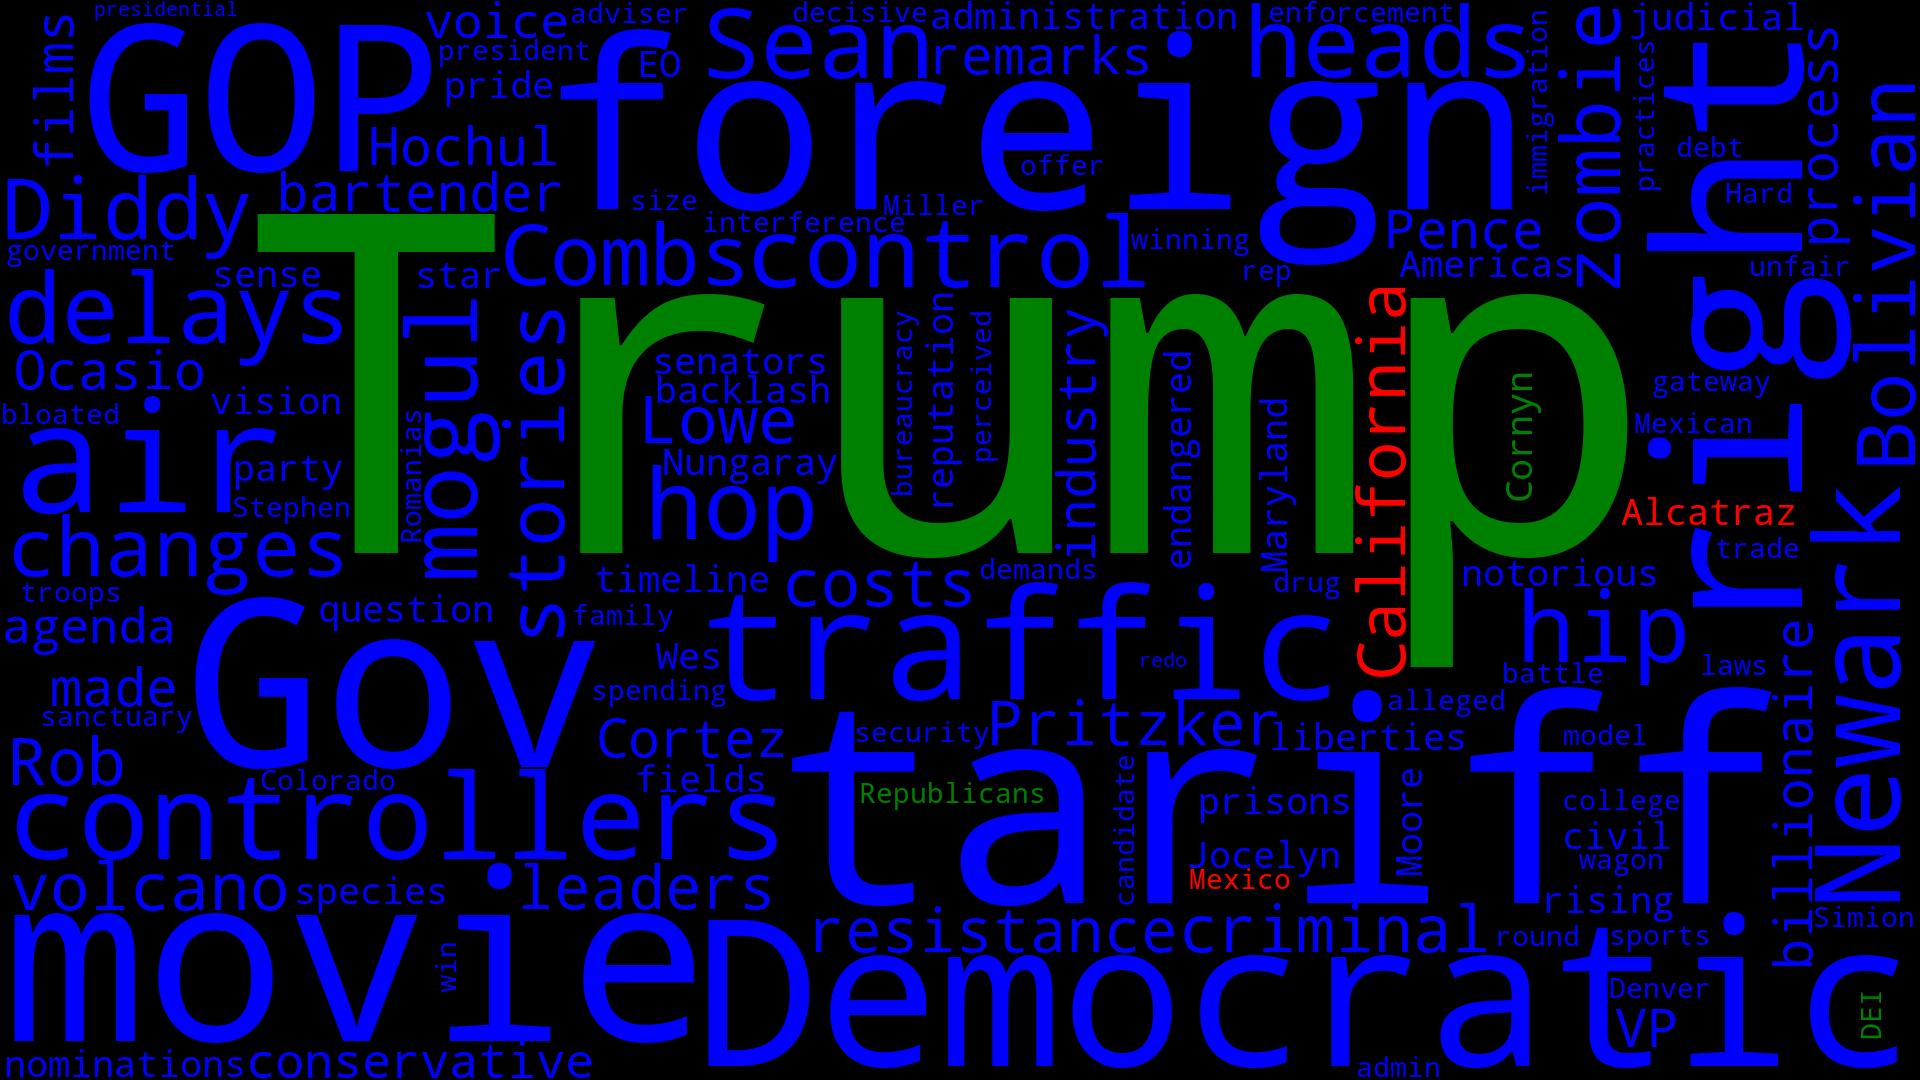 presidential
films
GOP
voice
adviser
president
pride
EO
Sean
decisive
administration
remarks
heads
enforcement
immigration
zombie
judicial
practices
process
Hochul
foreign
offer
debt
Hard
right
Bolivian
Diddy
bartender
size
interference
Miller
government
sense
star
Combs
control
winning
rep
Pence
Americas
unfair
delays
Trump
mogul
stories
senators
backlash
Lowe
Nungaray
hop
bureaucracy
reputation
perceived
industry
endangered
Maryland
California
Cornyn
gateway
Mexican
Ocasio
bloated
vision
air
party
Stephen
Romanias
Alcatraz
trade
Newark
changes
troops
agenda
question
timeline
family
costs
demands
drug
notorious
hip
made
sanctuary
Gov
Wes
spending
traffic
redo
battle
laws
alleged
billionaire
Rob
Colorado
Cortez
fields
security
Pritzker
liberties
model
controllers
Republicans
tariff
candidate
prisons
Moore
college
civil
wagon
Jocelyn
Mexico
volcano
species
leaders
rising
Simion
movie
win
resistance
criminal
round
sports
Democratic
Denver
VP
DEI
nominations
conservative
admin